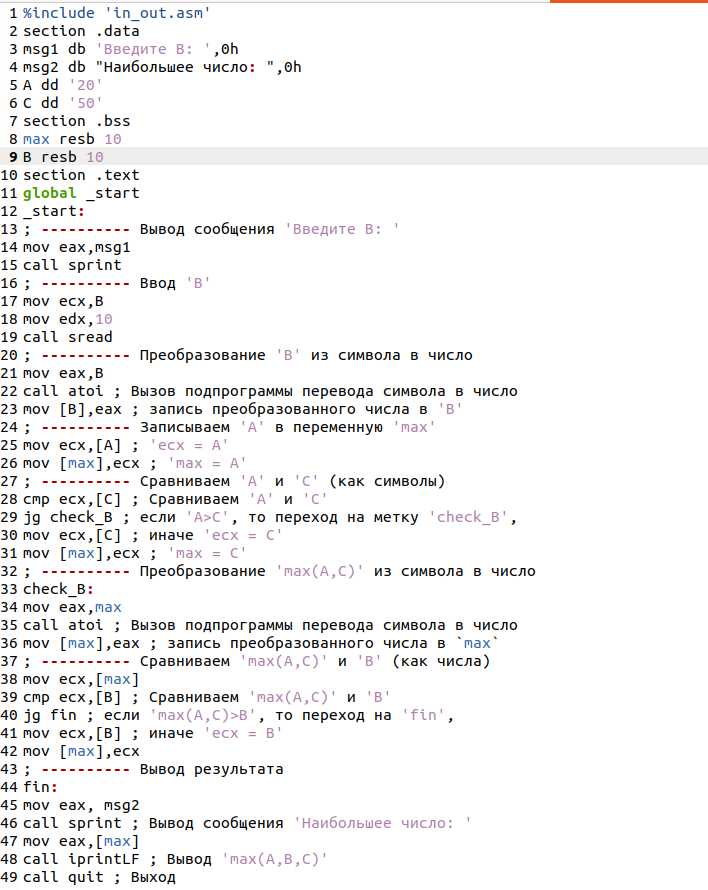 1 %include 'in_out.asm'
2 section .data
3 msg1 db 'Введите B: ',0h
4 msg2 db "Наибольшее число: ",0h
5 A dd '20'
6 C dd '50'
7 section .bss
8 max resb 10
9 B resb 10
10 section .text
11 global _start
12 _start:
13 ; ---------- Вывод сообщения 'Введите B: '
14 mov eax,msg1
15 call sprint
16 ; ---------- Ввод 'B'
17 mov ecx,B
18 mov edx,10
19 call sread
20 ; ---------- Преобразование 'B' из символа в число
21 mov eax,B
22 call atoi ; Вызов подпрограммы перевода символа в число
23 mov [B],eax ; запись преобразованного числа в 'B'
24 ; ---------- Записываем 'A' в переменную 'max'
25 mov ecx,[A] ; 'ecx = A'
26 mov [max],ecx ; 'max = A'
27 ; ---------- Сравниваем 'A' и 'С' (как символы)
28 cmp ecx,[C] ; Сравниваем 'A' и 'С'
29 jg check_B ; если 'A>C', то переход на метку 'check_B',
30 mov ecx,[C] ; иначе 'ecx = C'
31 mov [max],ecx ; 'max = C'
32 ; ---------- Преобразование 'max(A,C)' из символа в число
33 check_B:
34 mov eax,max
35 call atoi ; Вызов подпрограммы перевода символа в число
36 mov [max],eax ; запись преобразованного числа в `max`
37 ; ---------- Сравниваем 'max(A,C)' и 'B' (как числа)
38 mov ecx,[max]
39 cmp ecx,[B] ; Сравниваем 'max(A,C)' и 'B'
40 jg fin ; если 'max(A,C)>B', то переход на 'fin',
41 mov ecx,[B] ; иначе 'ecx = B'
42 mov [max],ecx
43 ; ---------- Вывод результата
44 fin:
45 mov eax, msg2
46 call sprint ; Вывод сообщения 'Наибольшее число: '
47 mov eax,[max]
48 call iprintLF ; Вывод 'max(A,B,C)'
49 call quit ; Выход